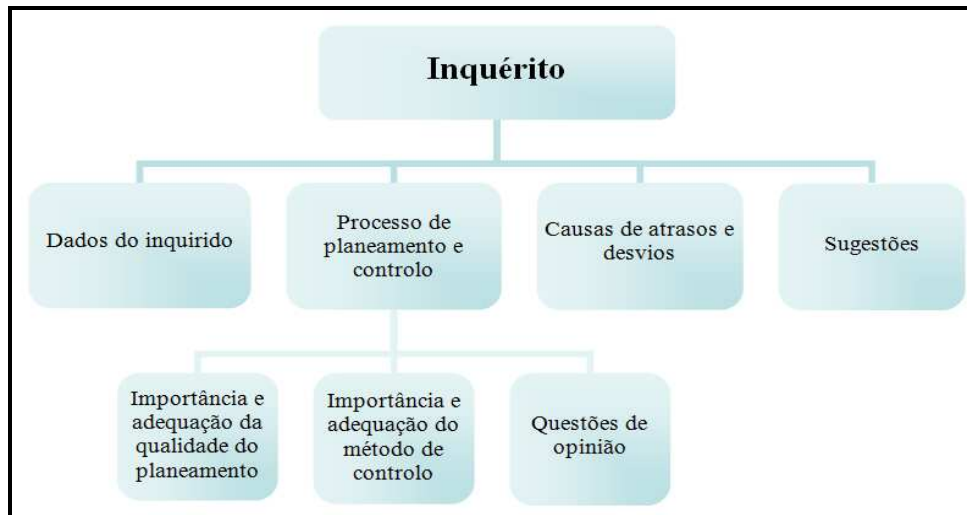 Inquérito
Dados do inquirido
Processo de
planeamento e
controlo
Causas de atrasos e
desvios
Sugestões
Importância e
adequação da
qualidade do
planeamento
Importância e
adequação do
método de
controlo
Questões de
opinião